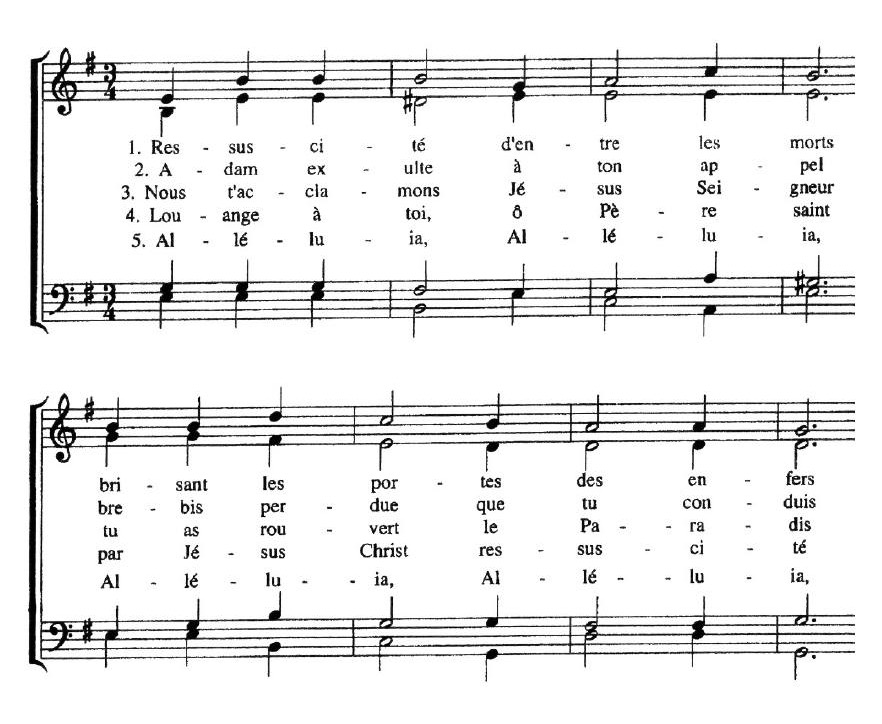 1. Res - sus - ci - té d'en - tre les morts
2. A - dam ex - ulte à ton ap - pel
3. Nous t'ac - cla - mons Jé - sus Sei - gneur
4. Lou - ange à toi, ô Pè - re saint
5. Al - lé - lu - ia, Al - lé - lu - ia,
bri - sant les por - tes des en - fers
bre - bis per - due que tu con - duis
tu as rou - vert le Pa - ra - dis
par Jé - sus Christ res - sus - ci - té
Al - lé - lu - ia, Al - lé - lu - ia,